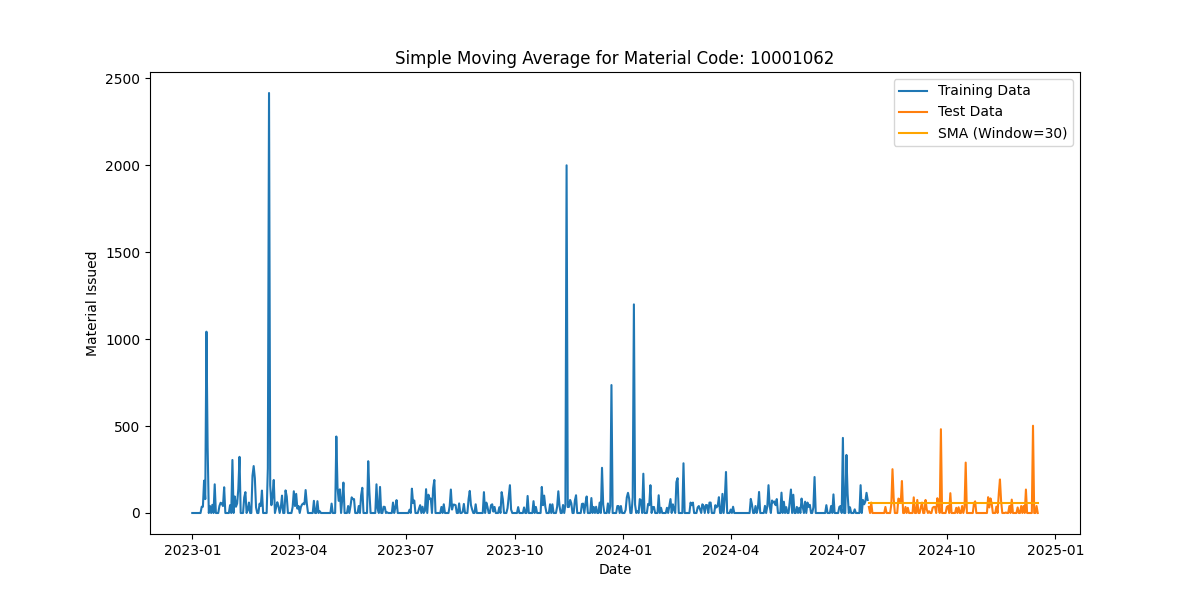 Simple Moving Average for Material Code: 10001062
2500
2000
1500
1000
500
0
Material Issued
Training Data
Test Data
SMA (Window=30)
2023-01 2023-04 2023-07 2023-10 2024-01 2024-04 2024-07 2024-10 2025-01
Date